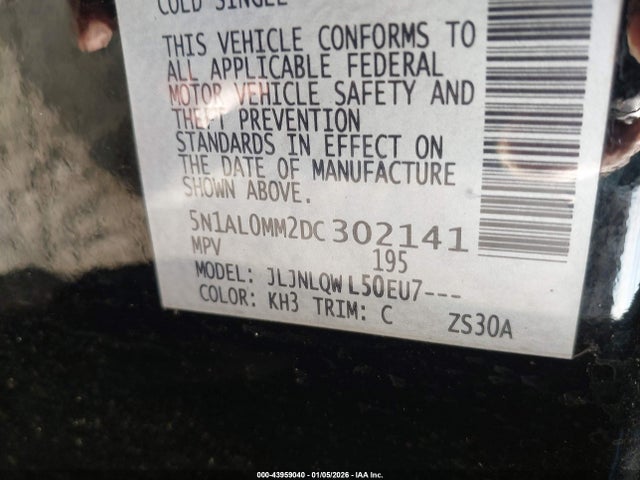 COLD SINGLE
THIS VEHICLE CONFORMS TO
ALL APPLICABLE FEDERAL
MOTOR VEHICLE SAFETY AND
THEFT PREVENTION
STANDARDS IN EFFECT ON
THE DATE OF MANUFACTURE
SHOWN ABOVE.
5N1AL0MM2DC302141
MPV 195
MODEL: JLJNLQW L50EU7---
COLOR: KH3 TRIM: C ZS30A
000-43959040 - 01/05/2026 - IAA Inc.